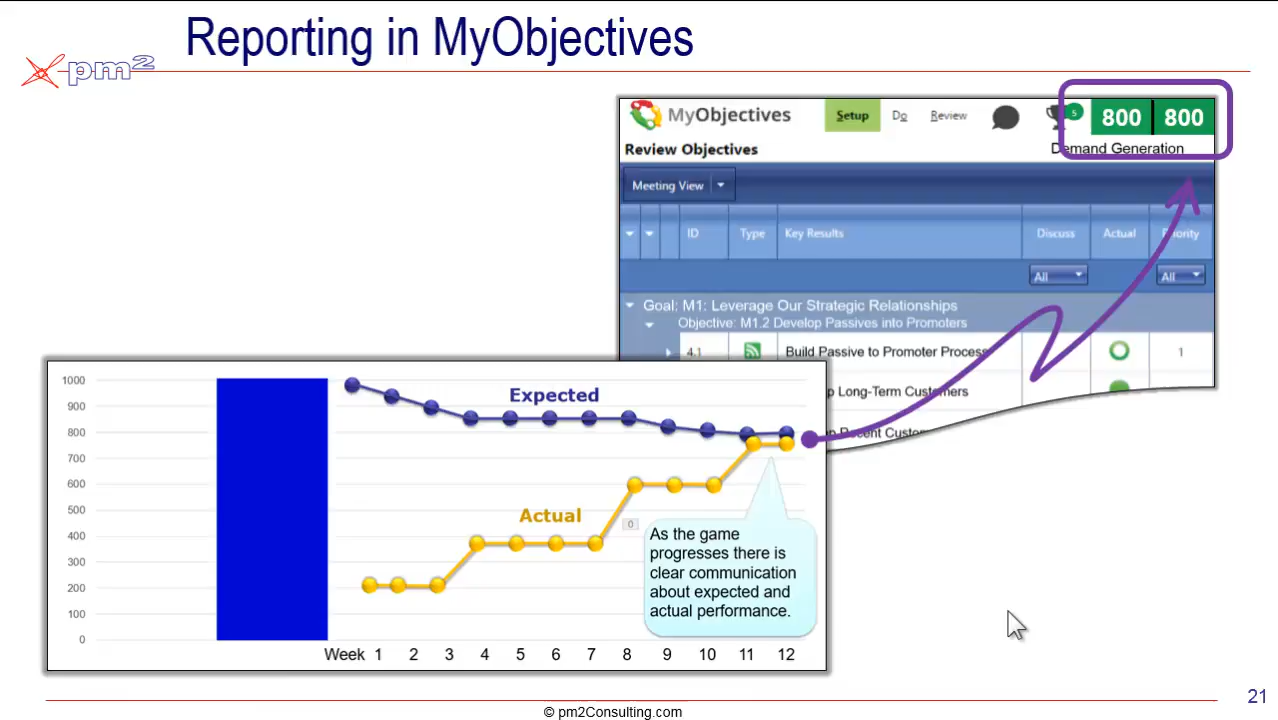 Reporting in MyObjectives
pm2
MyObjectives
Setup
Do
Review
5
800
800
Review Objectives
Demand Generation
Meeting View
ID
Type
Key Results
Discuss
Actual
Priority
All
All
Goal: M1: Leverage Our Strategic Relationships
Objective: M1.2 Develop Passives into Promoters
4.1
Build Passive to Promoter Process
1
p Long-Term Customers
1000
900
800
700
600
500
400
300
200
100
0
Expected
Actual
0
As the game
progresses there is
clear communication
about expected and
actual performance.
Week 1 2 3 4 5 6 7 8 9 10 11 12
21
© pm2Consulting.com